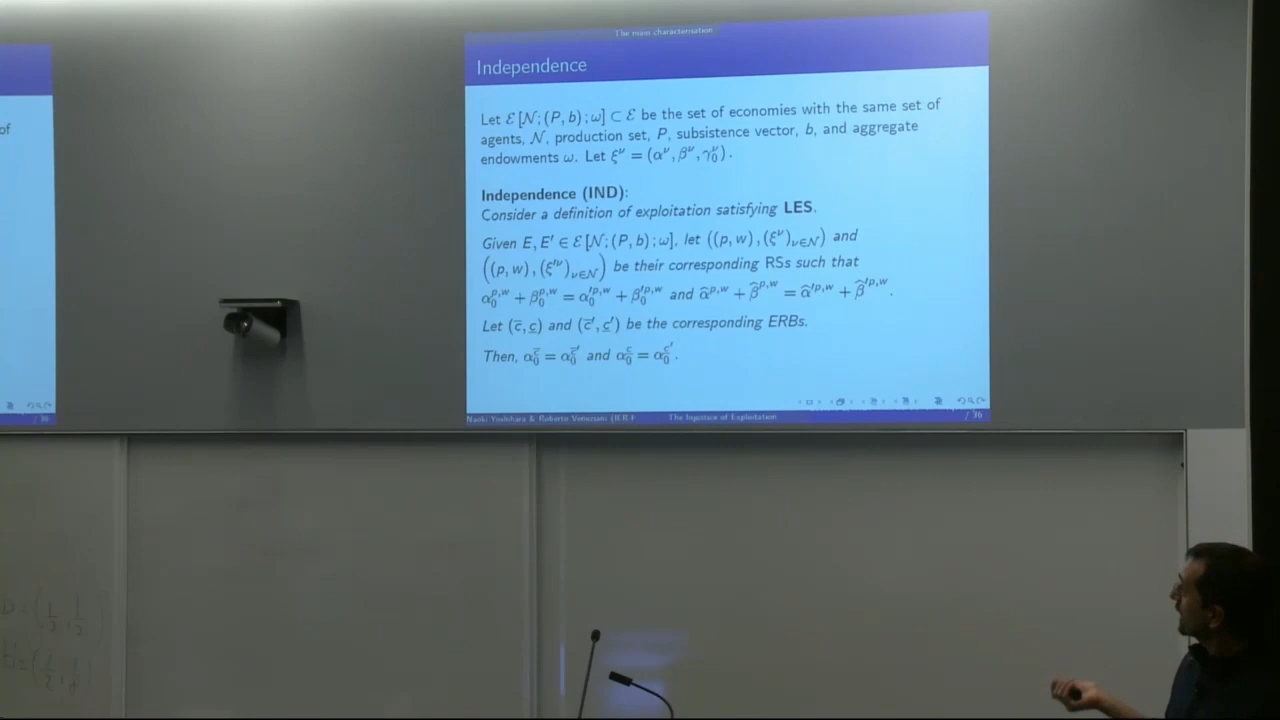 of
The main characterisation
Independence
Let ℰ[𝒩;(P,b);ω] ⊂ ℰ be the set of economies with the same set of
agents, 𝒩, production set, P, subsistence vector, b, and aggregate
endowments ω. Let ξ^ν = (α^ν, β^ν, γ_0^ν).
Independence (IND):
Consider a definition of exploitation satisfying LES.
Given E, E′ ∈ ℰ[𝒩;(P,b);ω], let ((p,w),(ξ^ν)_{ν∈𝒩}) and
((p,w),(ξ′^ν)_{ν∈𝒩}) be their corresponding RSs such that
α_0^{p,w} + β_0^{p,w} = α_0′^{p,w} + β_0′^{p,w} and α̂^{p,w} + β̂^{p,w} = α̂′^{p,w} + β̂′^{p,w}.
Let (c̅, c̲) and (c̅′, c̲′) be the corresponding ERBs.
Then, α_0^{c̅} = α_0^{c̅′} and α_0^{c̲} = α_0^{c̲′}.
Naoki Yoshihara & Roberto Veneziani
The Injustice of Exploitation
/ 36
/ 36